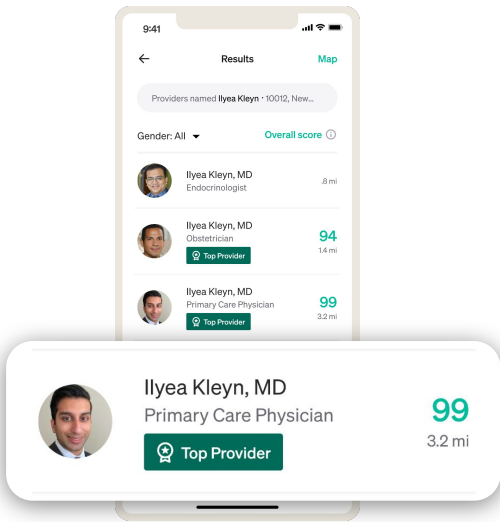 9:41
Results
Map
Providers named Ilyea Kleyn · 10012, New...
Gender: All
Overall score
Ilyea Kleyn, MD
Endocrinologist
.8 mi
Ilyea Kleyn, MD
Obstetrician
Top Provider
94
1.4 mi
Ilyea Kleyn, MD
Primary Care Physician
Top Provider
99
3.2 mi
Ilyea Kleyn, MD
Primary Care Physician
Top Provider
99
3.2 mi